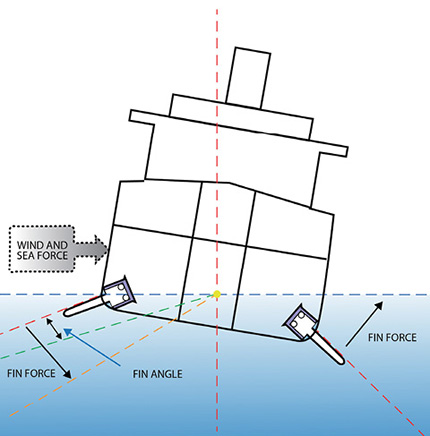 WIND AND
SEA FORCE
FIN FORCE
FIN FORCE
FIN ANGLE